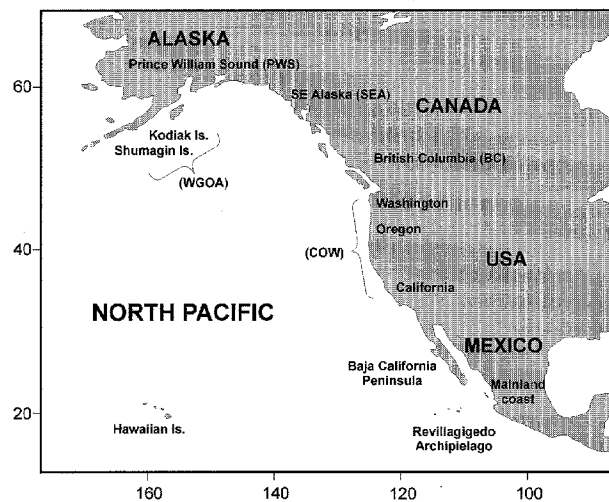 ALASKA
Prince William Sound (PWS)
60
SE Alaska (SEA)
CANADA
Kodiak Is.
Shumagin Is.
British Columbia (BC)
(WGOA)
Washington
Oregon
40
(COW)
USA
California
NORTH PACIFIC
MEXICO
Baja California
Peninsula
Mainland
coast
20
Hawaiian Is.
Revillagigedo
Archipielago
160
140
120
100